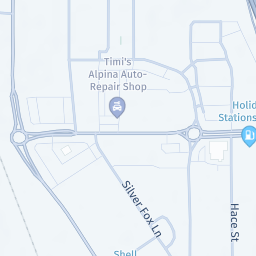 Timi's
Alpina Auto-
Repair Shop
Holid
Stations
Silver Fox Ln
Hace St
Shell